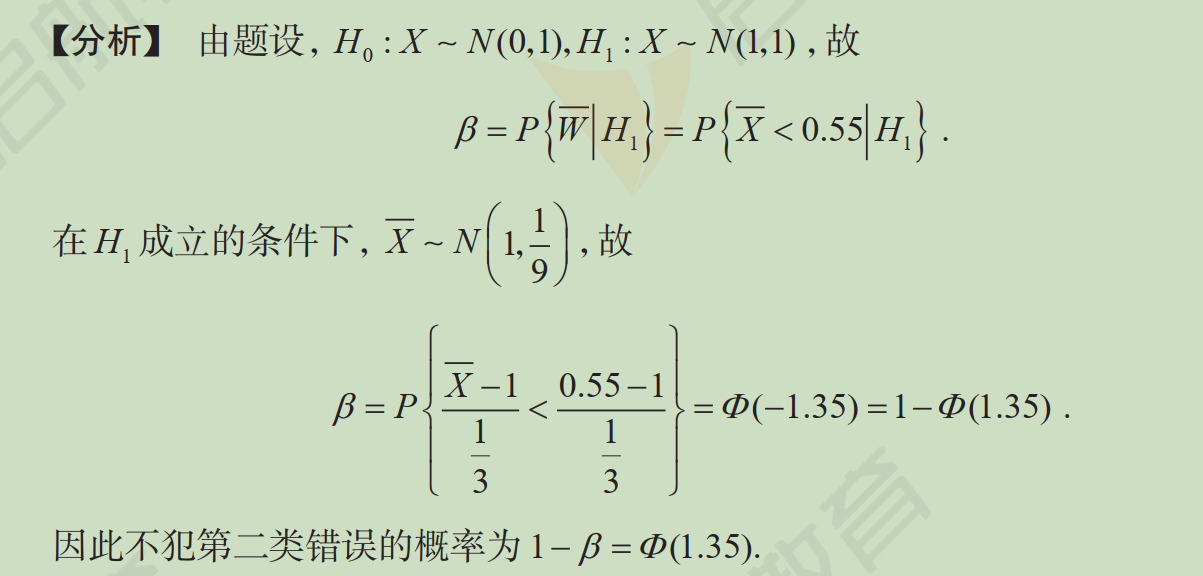 【分析】 由题设, H₀ : X ~ N(0,1), H₁ : X ~ N(1,1) , 故
β = P{W̅|H₁} = P{X̅ < 0.55|H₁} .
在 H₁ 成立的条件下, X̅ ~ N(1, 1/9) , 故
β = P{(X̅ − 1)/(1/3) < (0.55 − 1)/(1/3)} = Φ(−1.35) = 1 − Φ(1.35) .
因此不犯第二类错误的概率为 1 − β = Φ(1.35).
教育